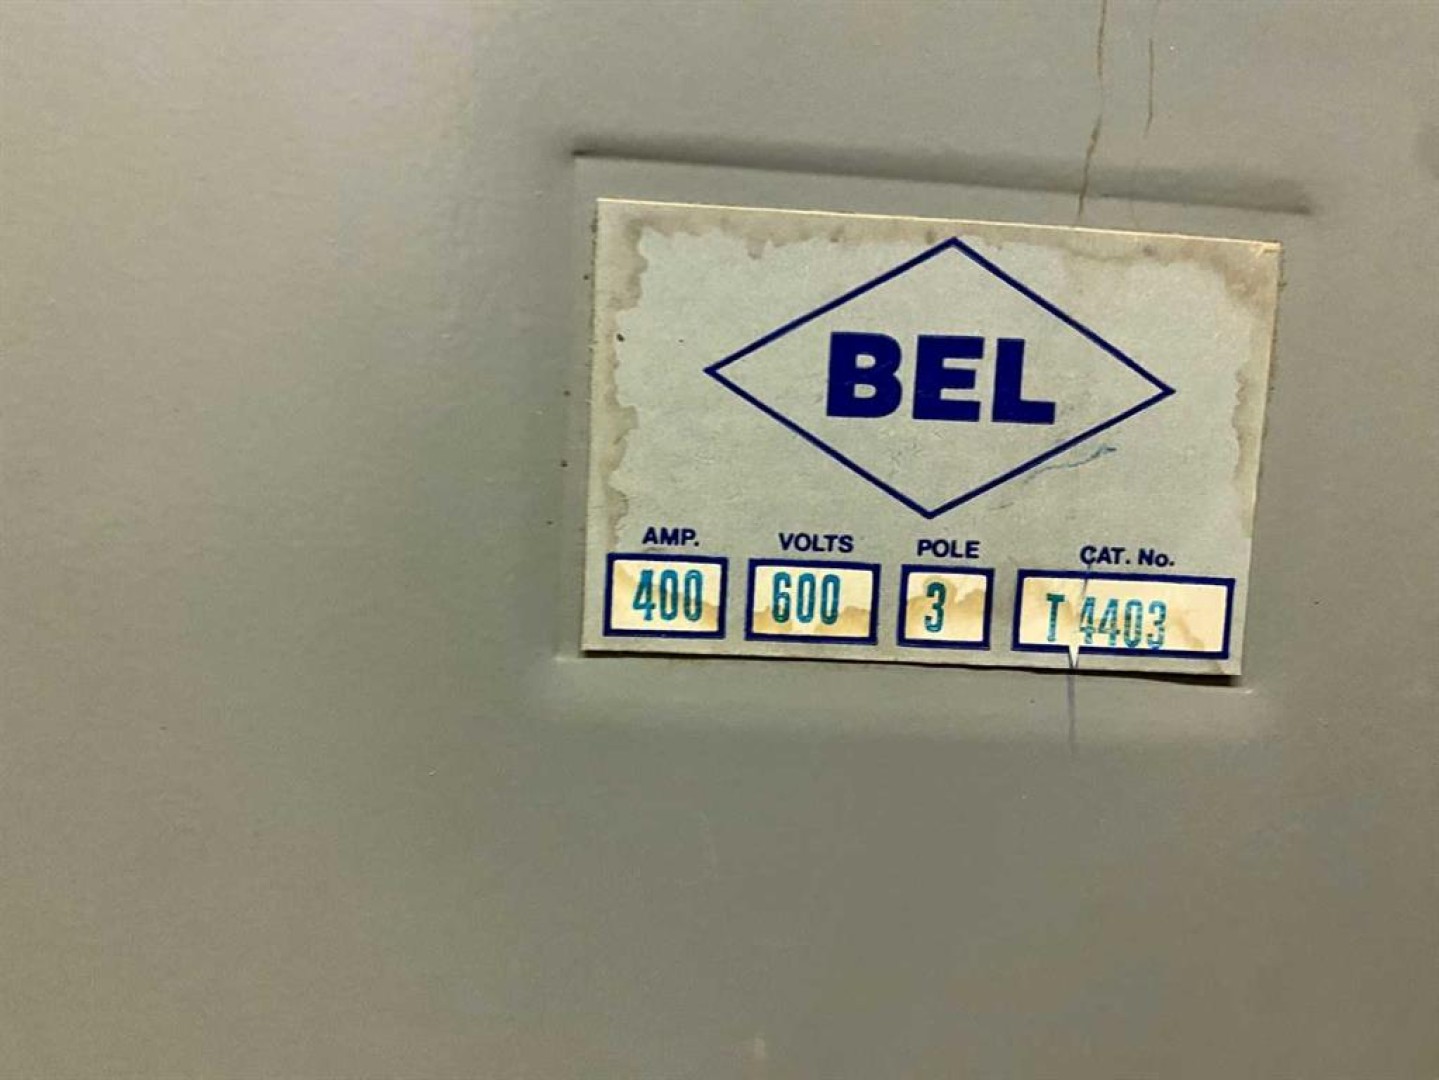 BEL
AMP. VOLTS POLE CAT. No.
400 600 3 T 4403